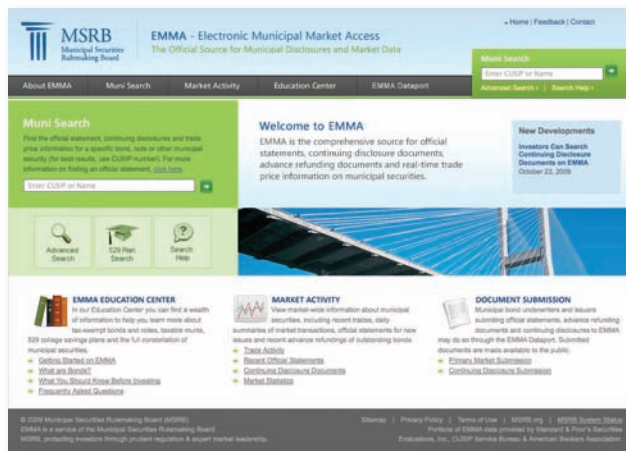 MSRB
Municipal Securities
Rulemaking Board
EMMA - Electronic Municipal Market Access
The Official Source for Municipal Disclosures and Market Data
Home | Feedback | Contact
Muni Search
Enter CUSIP or Name
Advanced Search | Search Help
About EMMA Muni Search Market Activity Education Center EMMA Dataport
Muni Search
Find the official statement, continuing disclosures and trade
price information for a specific bond, note or other municipal
security (for best results, use CUSIP number). For more
information on finding an official statement, click here.
Enter CUSIP or Name
Welcome to EMMA
EMMA is the comprehensive source for official
statements, continuing disclosure documents,
advance refunding documents and real-time trade
price information on municipal securities.
New Developments
Investors Can Search
Continuing Disclosure
Documents on EMMA
October 23, 2009
Advanced
Search
529 Plan
Search
Search
Help
EMMA EDUCATION CENTER
In our Education Center you can find a wealth
of information to help you learn more about
tax-exempt bonds and notes, taxable munis,
529 college savings plans and the full constellation of
municipal securities.
Getting Started on EMMA
What are Bonds?
What You Should Know Before Investing
Frequently Asked Questions
MARKET ACTIVITY
View market-wide information about municipal
securities, including recent trades, daily
summaries of market transactions, official statements for new
issues and recent advance refundings of outstanding bonds.
Trade Activity
Recent Official Statements
Continuing Disclosure Documents
Market Statistics
DOCUMENT SUBMISSION
Municipal bond underwriters and issuers
submitting official statements, advance refunding
documents and continuing disclosures to EMMA
may do so through the EMMA Dataport. Submitted
documents are made available to the public.
Primary Market Submission
Continuing Disclosure Submission
© 2009 Municipal Securities Rulemaking Board (MSRB)
EMMA is a service of the Municipal Securities Rulemaking Board.
MSRB, protecting investors through prudent regulation & expert market leadership.
Sitemap | Privacy Policy | Terms of Use | MSRB.org | MSRB System Status
Portions of EMMA data provided by Standard & Poor's Securities
Evaluations, Inc., CUSIP Service Bureau & American Bankers Association.